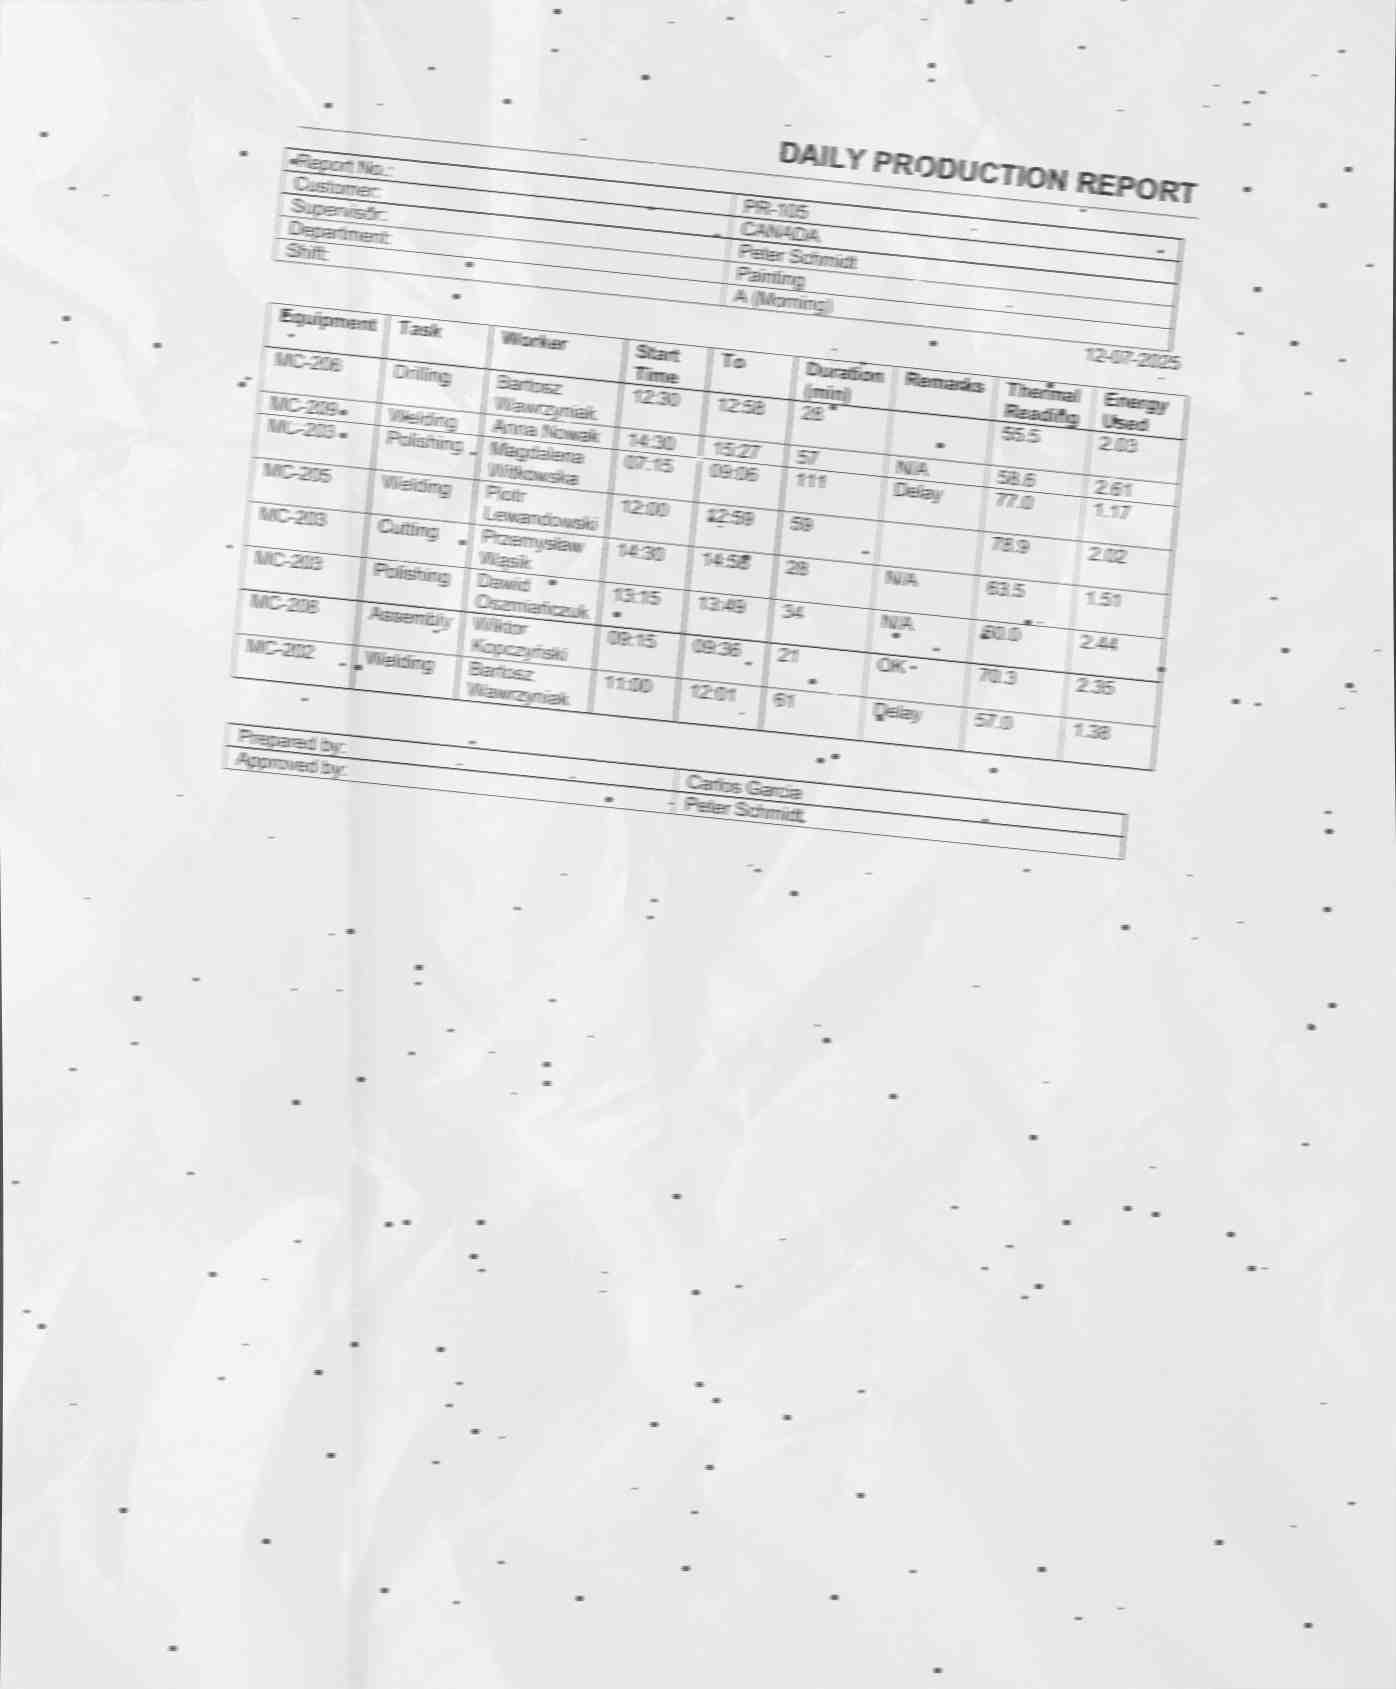 DAILY PRODUCTION REPORT
Report No.: PR-105
Customer: CANADA
Supervisor: Peter Schmidt
Department: Painting
Shift: A (Morning)
12-07-2025
Equipment Task Worker Start Time To Duration (min) Remarks Thermal Reading Energy Used
MC-206 Drilling Bartosz Wawrzyniak 12:30 12:58 28 55.5 2.03
MC-209 Welding Anna Nowak 14:30 15:27 57 N/A 58.6 2.61
MC-203 Polishing Magdalena Witkowska 07:15 09:06 111 Delay 77.0 1.17
MC-205 Welding Piotr Lewandowski 12:00 12:59 59 78.9 2.02
MC-203 Cutting Przemysław Wąsik 14:30 14:58 28 N/A 63.5 1.51
MC-203 Polishing Dawid Oszmiańczuk 13:15 13:49 34 N/A 2.44
Assembly Wiktor Kopczyński 09:15 09:36 21 OK 70.3 2.35
MC-202 Welding Bartosz Wawrzyniak 11:00 12:01 61 Delay 57.0 1.38
Prepared by: Carlos Garcia
Approved by: Peter Schmidt